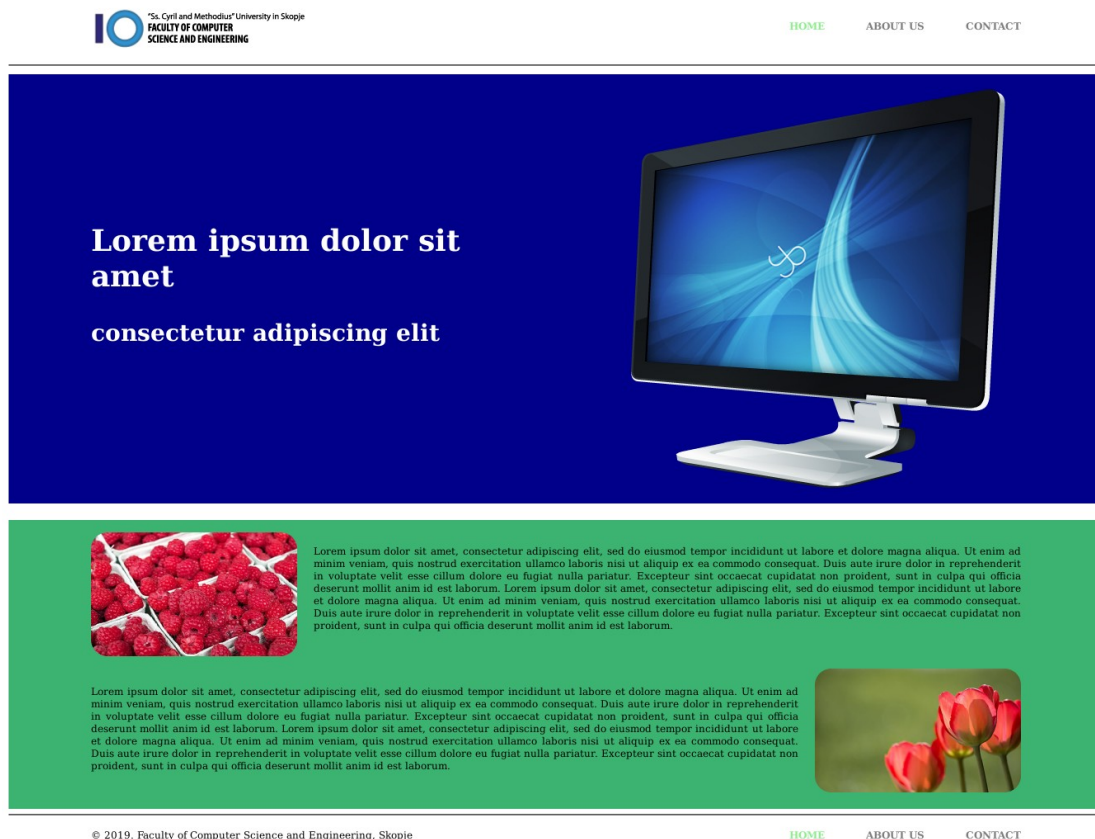 "Ss. Cyril and Methodius" University in Skopje
FACULTY OF COMPUTER
SCIENCE AND ENGINEERING
HOME ABOUT US CONTACT
Lorem ipsum dolor sit
amet
consectetur adipiscing elit
Lorem ipsum dolor sit amet, consectetur adipiscing elit, sed do eiusmod tempor incididunt ut labore et dolore magna aliqua. Ut enim ad
minim veniam, quis nostrud exercitation ullamco laboris nisi ut aliquip ex ea commodo consequat. Duis aute irure dolor in reprehenderit
in voluptate velit esse cillum dolore eu fugiat nulla pariatur. Excepteur sint occaecat cupidatat non proident, sunt in culpa qui officia
deserunt mollit anim id est laborum. Lorem ipsum dolor sit amet, consectetur adipiscing elit, sed do eiusmod tempor incididunt ut labore
et dolore magna aliqua. Ut enim ad minim veniam, quis nostrud exercitation ullamco laboris nisi ut aliquip ex ea commodo consequat.
Duis aute irure dolor in reprehenderit in voluptate velit esse cillum dolore eu fugiat nulla pariatur. Excepteur sint occaecat cupidatat non
proident, sunt in culpa qui officia deserunt mollit anim id est laborum.
Lorem ipsum dolor sit amet, consectetur adipiscing elit, sed do eiusmod tempor incididunt ut labore et dolore magna aliqua. Ut enim ad
minim veniam, quis nostrud exercitation ullamco laboris nisi ut aliquip ex ea commodo consequat. Duis aute irure dolor in reprehenderit
in voluptate velit esse cillum dolore eu fugiat nulla pariatur. Excepteur sint occaecat cupidatat non proident, sunt in culpa qui officia
deserunt mollit anim id est laborum. Lorem ipsum dolor sit amet, consectetur adipiscing elit, sed do eiusmod tempor incididunt ut labore
et dolore magna aliqua. Ut enim ad minim veniam, quis nostrud exercitation ullamco laboris nisi ut aliquip ex ea commodo consequat.
Duis aute irure dolor in reprehenderit in voluptate velit esse cillum dolore eu fugiat nulla pariatur. Excepteur sint occaecat cupidatat non
proident, sunt in culpa qui officia deserunt mollit anim id est laborum.
© 2019. Faculty of Computer Science and Engineering, Skopje
HOME ABOUT US CONTACT